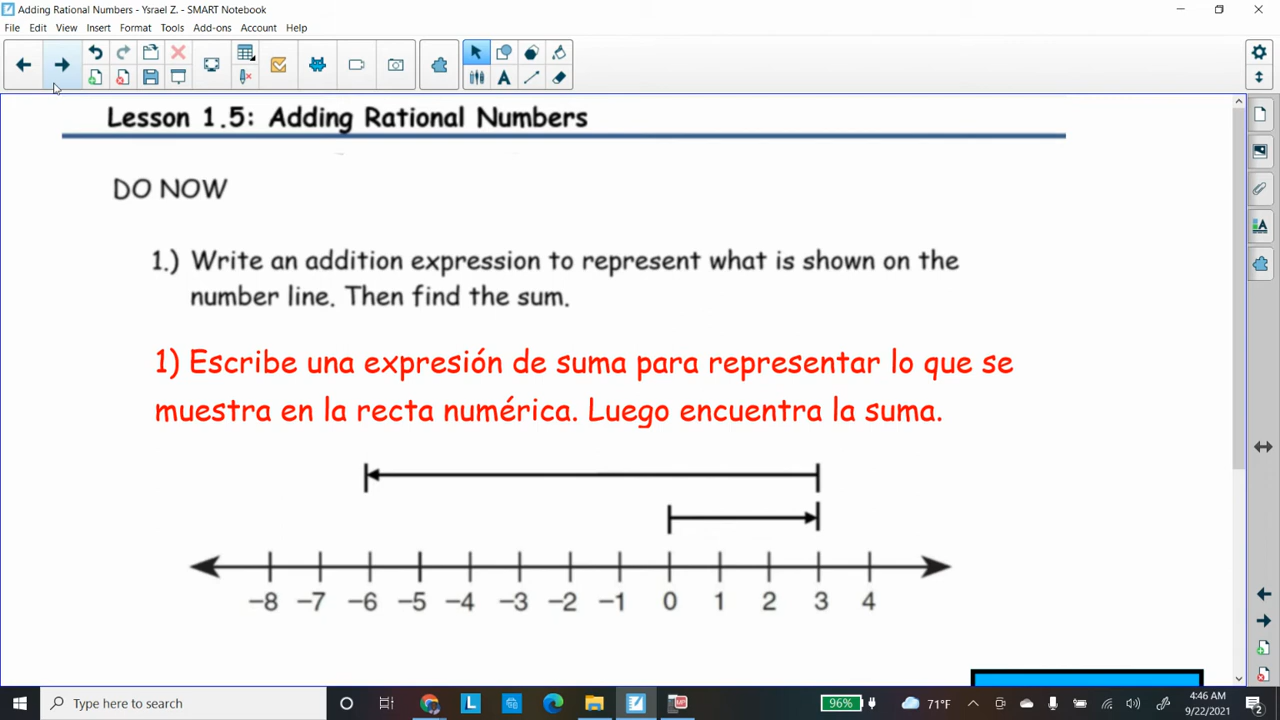 Adding Rational Numbers - Ysrael Z. - SMART Notebook
File Edit View Insert Format Tools Add-ons Account Help
Lesson 1.5: Adding Rational Numbers
DO NOW
1.) Write an addition expression to represent what is shown on the
number line. Then find the sum.
1) Escribe una expresión de suma para representar lo que se
muestra en la recta numérica. Luego encuentra la suma.
–8 –7 –6 –5 –4 –3 –2 –1 0 1 2 3 4
Type here to search
96%
71°F
4:46 AM
9/22/2021
2